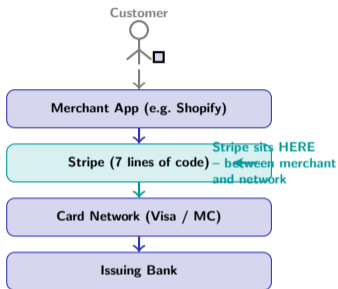 Customer
Merchant App (e.g. Shopify)
Stripe (7 lines of code)
Stripe sits HERE
– between merchant
and network
Card Network (Visa / MC)
Issuing Bank